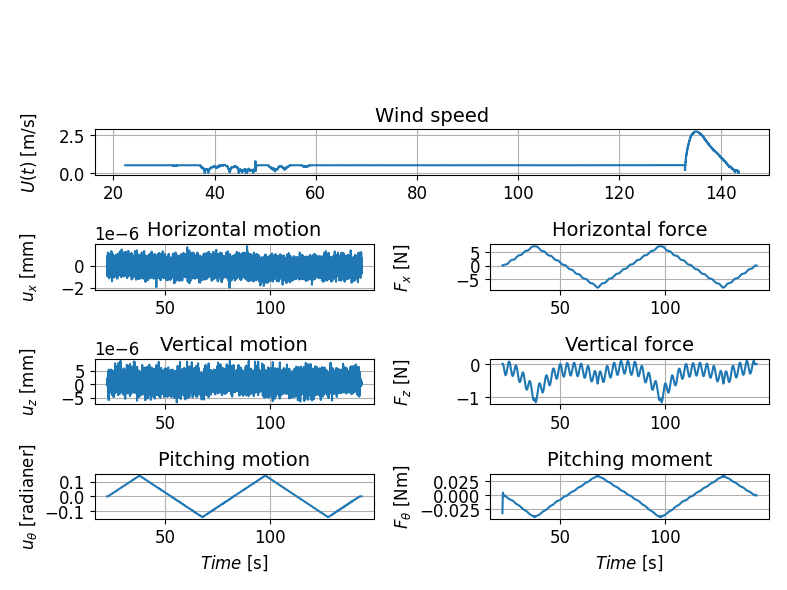 Wind speed
U(t) [m/s]
2.5
0.0
20 40 60 80 100 120 140
1e−6 Horizontal motion
u_x [mm]
0
−2
50 100
Horizontal force
F_x [N]
5
0
−5
50 100
1e−6 Vertical motion
u_z [mm]
5
0
−5
50 100
Vertical force
F_z [N]
0
−1
50 100
Pitching motion
u_θ [radianer]
0.1
0.0
−0.1
50 100
Time [s]
Pitching moment
F_θ [Nm]
0.025
0.000
−0.025
50 100
Time [s]